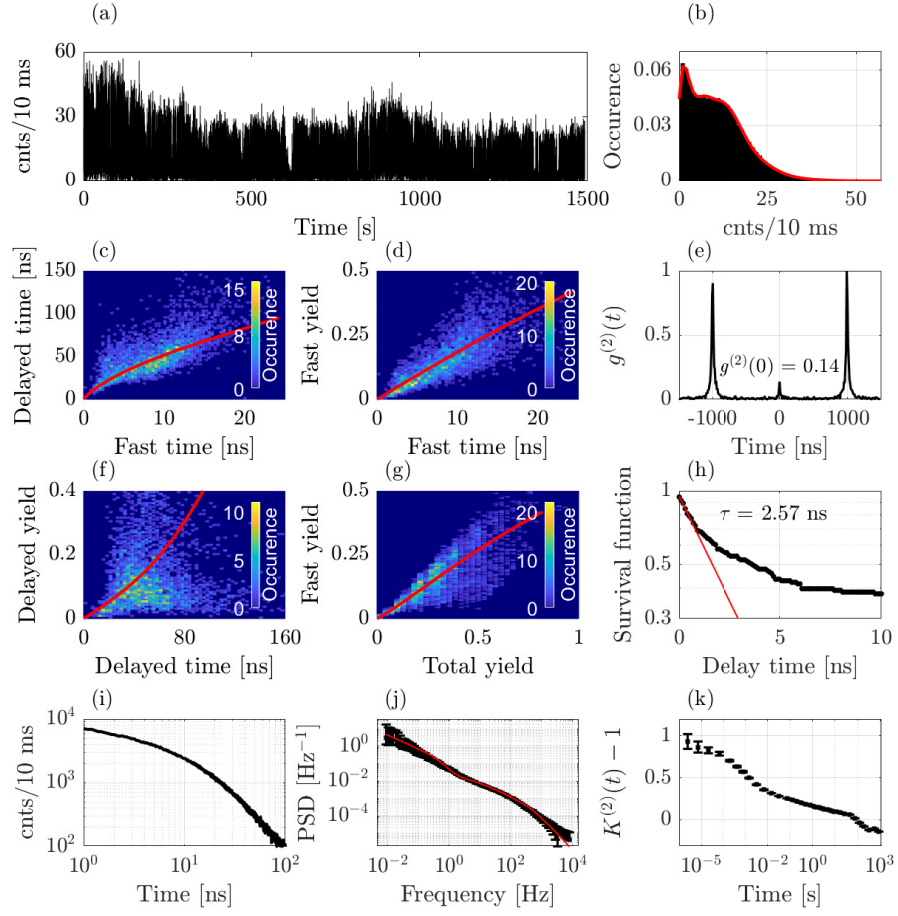 (a)
cnts/10 ms
60
30
0
0
500
1000
1500
Time [s]
(b)
Occurence
0.06
0.03
0
0
25
50
cnts/10 ms
(c)
Delayed time [ns]
150
100
50
0
0
10
20
Fast time [ns]
15
8
0
Occurence
(d)
Fast yield
0.5
0.25
0
0
10
20
Fast time [ns]
20
10
0
Occurence
(e)
g^(2)(t)
1
0.5
0
g^(2)(0) = 0.14
-1000
0
1000
Time [ns]
(f)
Delayed yield
0.4
0.2
0
0
80
160
Delayed time [ns]
10
5
0
Occurence
(g)
Fast yield
0.5
0.25
0
0
0.5
1
Total yield
20
10
0
Occurence
(h)
Survival function
1
0.5
0.3
τ = 2.57 ns
0
5
10
Delay time [ns]
(i)
cnts/10 ms
10^4
10^3
10^2
10^0
10^1
10^2
Time [ns]
(j)
PSD [Hz^−1]
10^0
10^−2
10^−4
10^−2
10^0
10^2
10^4
Frequency [Hz]
(k)
K^(2)(t) − 1
1
0.5
0
10^−5
10^−2
10^0
10^3
Time [s]